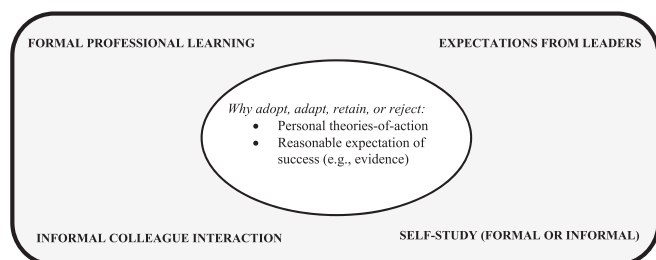 FORMAL PROFESSIONAL LEARNING
EXPECTATIONS FROM LEADERS
Why adopt, adapt, retain, or reject:
• Personal theories-of-action
• Reasonable expectation of
success (e.g., evidence)
INFORMAL COLLEAGUE INTERACTION
SELF-STUDY (FORMAL OR INFORMAL)